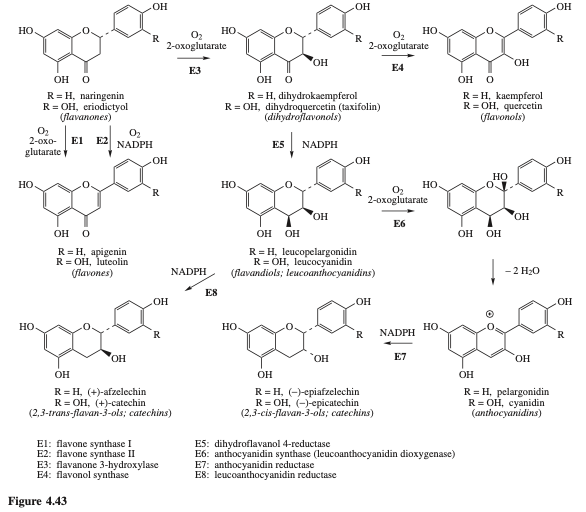 HO O OH R OH O
R = H, naringenin
R = OH, eriodictyol
(flavanones)
O2
2-oxoglutarate
E3
HO O OH R OH OH O
R = H, dihydrokaempferol
R = OH, dihydroquercetin (taxifolin)
(dihydroflavonols)
O2
2-oxoglutarate
E4
HO O OH R OH OH O
R = H, kaempferol
R = OH, quercetin
(flavonols)
O2
2-oxo-
glutarate
E1
E2
O2
NADPH
E5
NADPH
HO O OH R OH O
R = H, apigenin
R = OH, luteolin
(flavones)
HO O OH R OH OH OH
R = H, leucopelargonidin
R = OH, leucocyanidin
(flavandiols; leucoanthocyanidins)
O2
2-oxoglutarate
E6
HO HO O OH R OH OH OH
– 2 H2O
NADPH
E8
HO O OH R OH OH
R = H, (+)-afzelechin
R = OH, (+)-catechin
(2,3-trans-flavan-3-ols; catechins)
HO O OH R OH OH
R = H, (–)-epiafzelechin
R = OH, (–)-epicatechin
(2,3-cis-flavan-3-ols; catechins)
NADPH
E7
HO ⊕ O OH R OH OH
R = H, pelargonidin
R = OH, cyanidin
(anthocyanidins)
E1: flavone synthase I
E2: flavone synthase II
E3: flavanone 3-hydroxylase
E4: flavonol synthase
E5: dihydroflavanol 4-reductase
E6: anthocyanidin synthase (leucoanthocyanidin dioxygenase)
E7: anthocyanidin reductase
E8: leucoanthocyanidin reductase
Figure 4.43